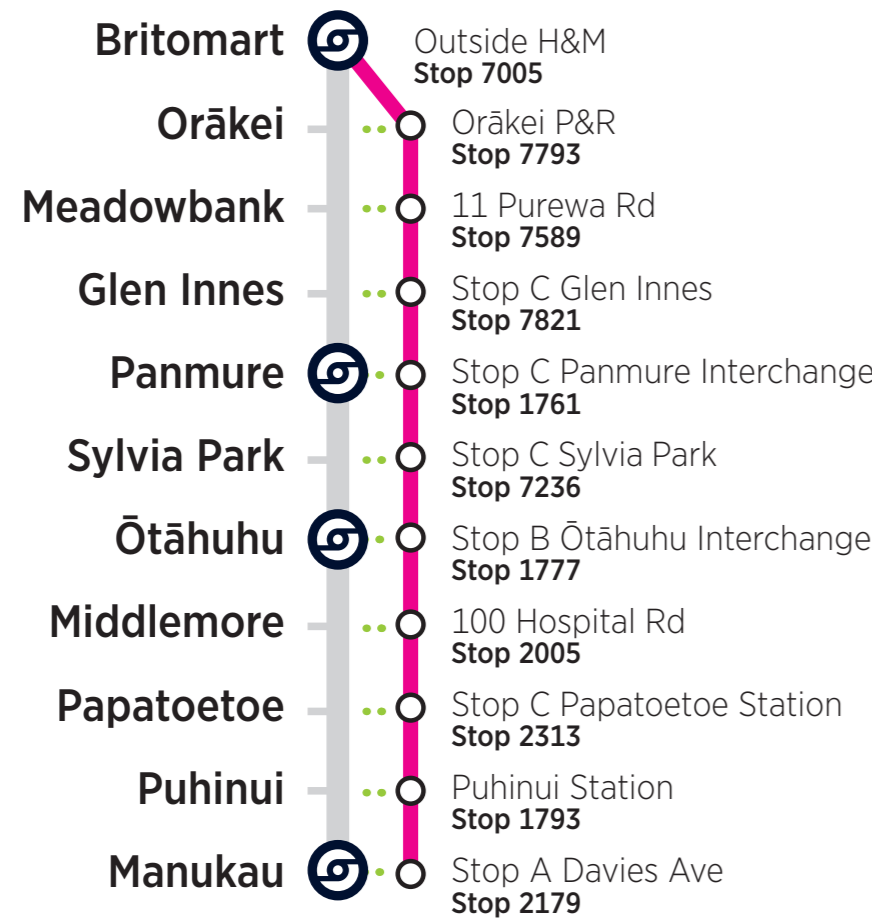 Britomart
Outside H&M
Stop 7005
Orākei
Orākei P&R
Stop 7793
Meadowbank
11 Purewa Rd
Stop 7589
Glen Innes
Stop C Glen Innes
Stop 7821
Panmure
Stop C Panmure Interchange
Stop 1761
Sylvia Park
Stop C Sylvia Park
Stop 7236
Ōtāhuhu
Stop B Ōtāhuhu Interchange
Stop 1777
Middlemore
100 Hospital Rd
Stop 2005
Papatoetoe
Stop C Papatoetoe Station
Stop 2313
Puhinui
Puhinui Station
Stop 1793
Manukau
Stop A Davies Ave
Stop 2179